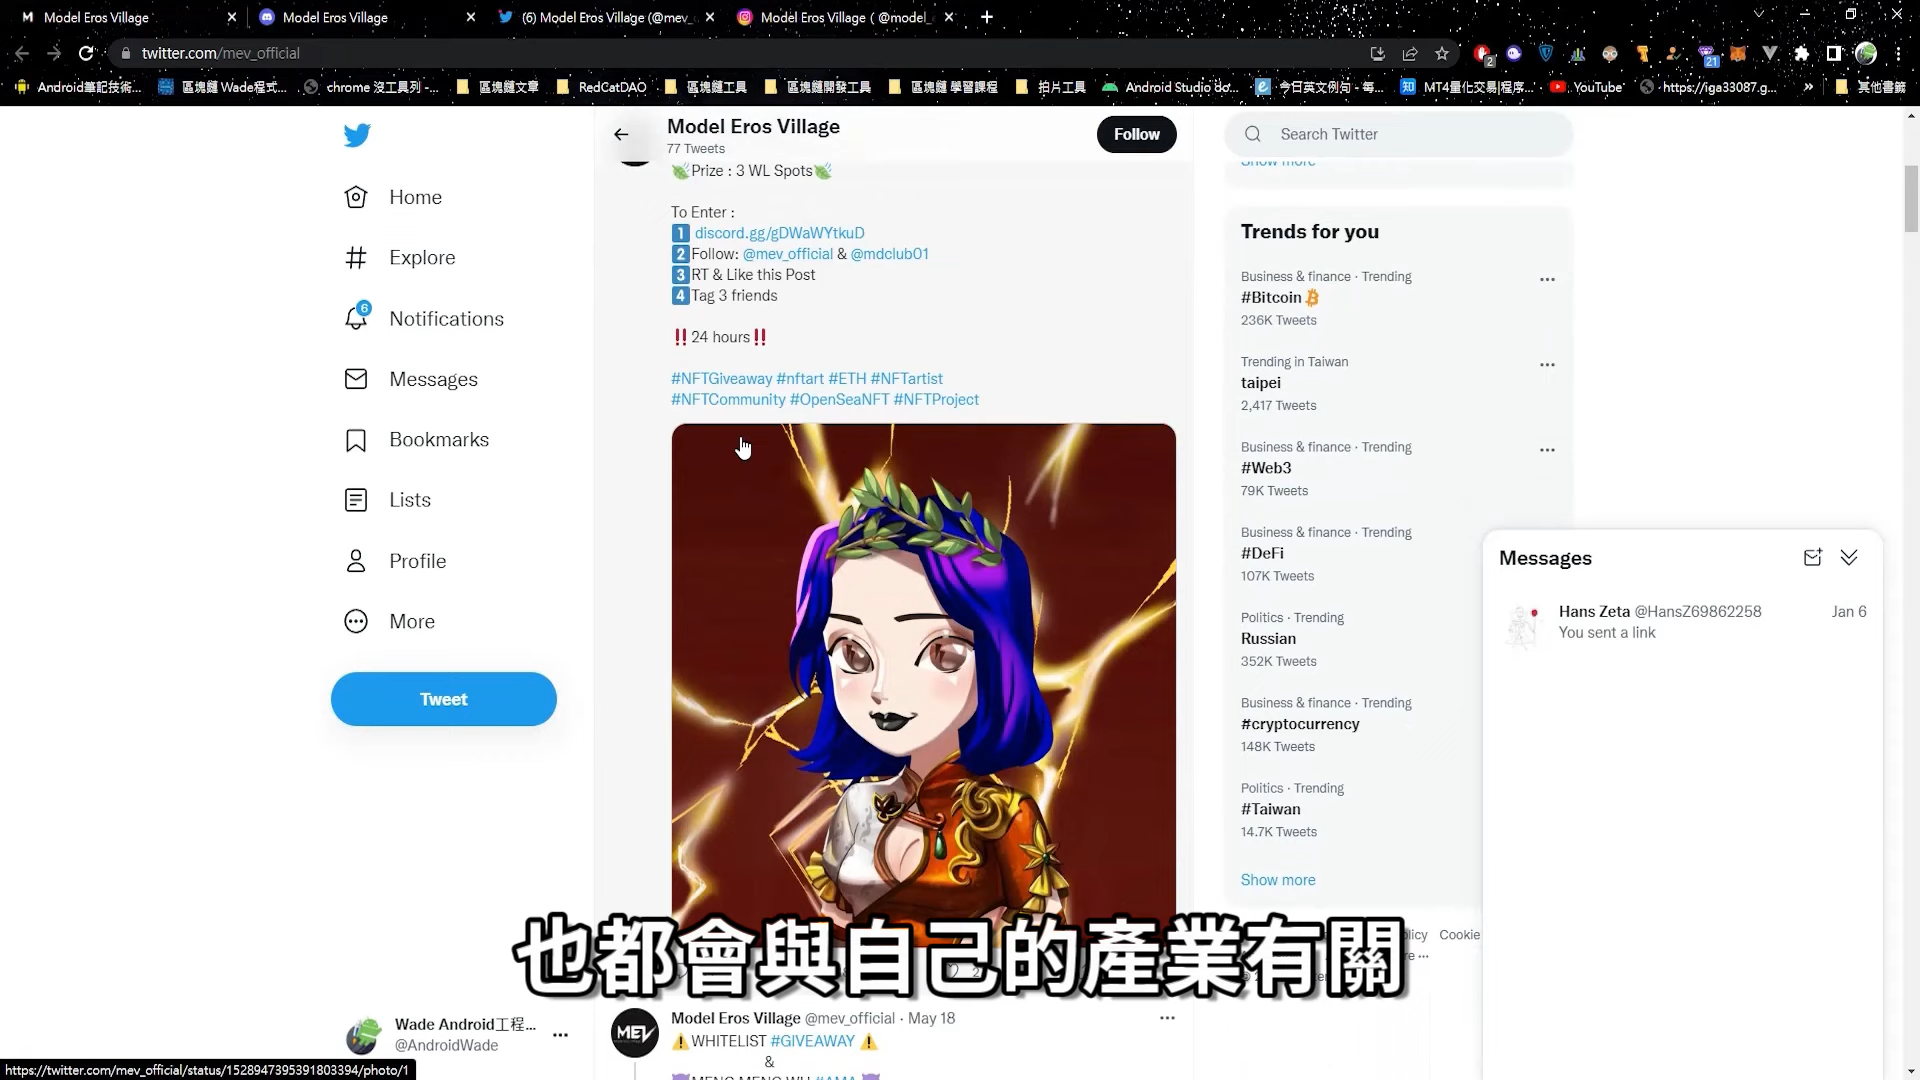 Model Eros Village
Model Eros Village
(6) Model Eros Village (@mev_
Model Eros Village ( @model_
twitter.com/mev_official
2
21
Android筆記技術...
區塊鏈 Wade程式...
chrome 沒工具列 -...
區塊鏈文章
RedCatDAO
區塊鏈工具
區塊鏈開發工具
區塊鏈 學習課程
拍片工具
Android Studio do...
今日英文例句 - 每...
MT4量化交易|程序...
YouTube
https://iga33087.g...
»
其他書籤
Home
Explore
6
Notifications
Messages
Bookmarks
Lists
Profile
More
Tweet
Wade Android工程...
@AndroidWade
Model Eros Village
77 Tweets
Follow
Prize : 3 WL Spots
To Enter :
1 discord.gg/gDWaWYtkuD
2 Follow: @mev_official & @mdclub01
3 RT & Like this Post
4 Tag 3 friends
‼24 hours‼
#NFTGiveaway #nftart #ETH #NFTartist
#NFTCommunity #OpenSeaNFT #NFTProject
也都會與自己的產業有關
MEV
Model Eros Village @mev_official · May 18
⚠WHITELIST #GIVEAWAY ⚠
&
MENG MENG WU #AMA
Search Twitter
Show more
Trends for you
Business & finance · Trending
#Bitcoin
236K Tweets
Trending in Taiwan
taipei
2,417 Tweets
Business & finance · Trending
#Web3
79K Tweets
Business & finance · Trending
#DeFi
107K Tweets
Politics · Trending
Russian
352K Tweets
Business & finance · Trending
#cryptocurrency
148K Tweets
Politics · Trending
#Taiwan
14.7K Tweets
Show more
Cookie
Messages
Hans Zeta @HansZ69862258
Jan 6
You sent a link
https://twitter.com/mev_official/status/1528947395391803394/photo/1